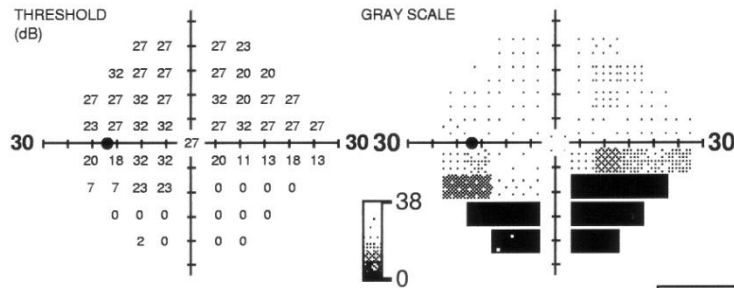 THRESHOLD
(dB)
GRAY SCALE
27 27 27 23
32 27 27 27 20 20
27 27 32 27 32 20 27 27
23 27 32 32 27 32 27 27 27
30 27 30 30 30
20 18 32 32 20 11 13 18 13
7 7 23 23 0 0 0 0
0 0 0 0 0 0
2 0 0 0
38
0